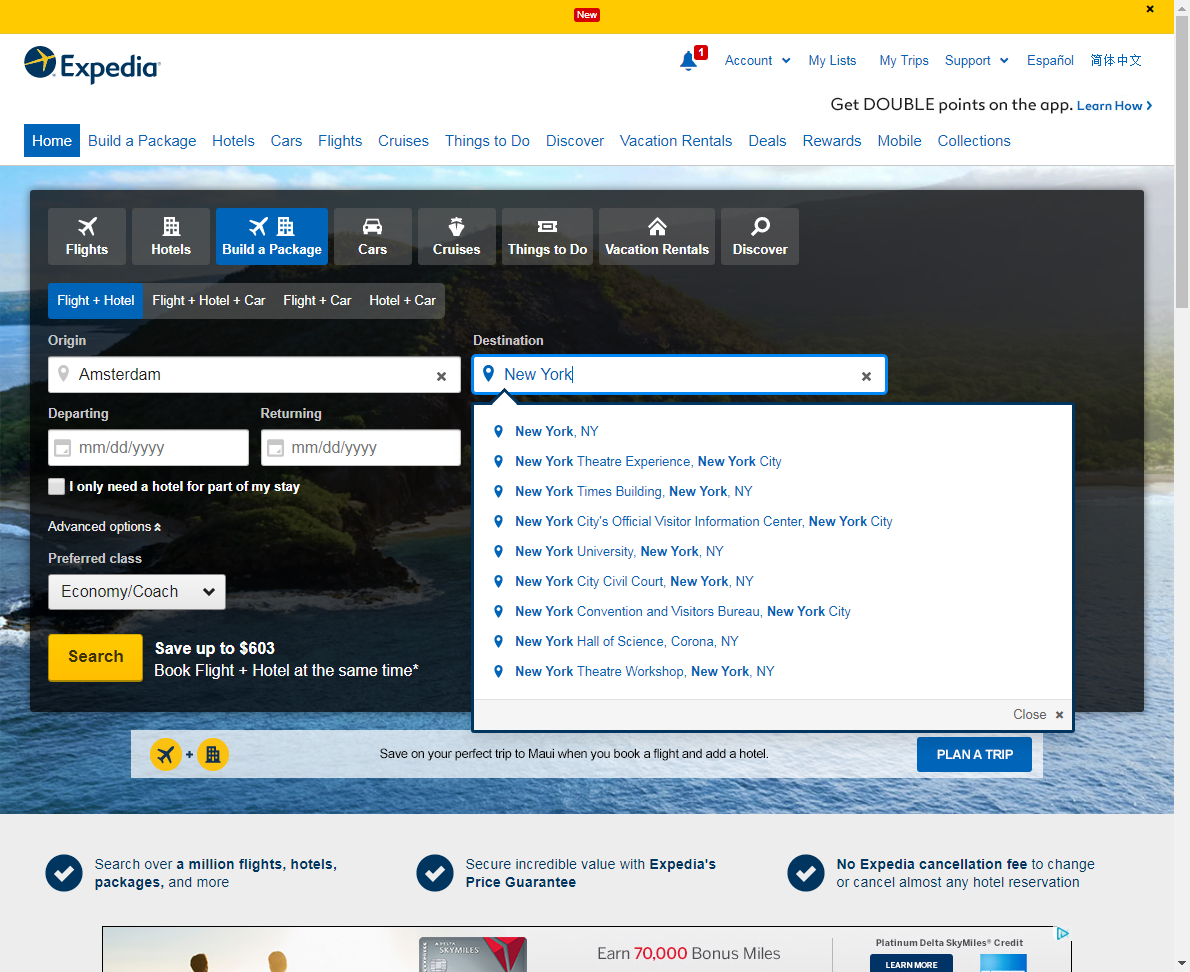 New
×
Expedia
1
Account
My Lists
My Trips
Support
Español
简体中文
Get DOUBLE points on the app. Learn How ›
Home
Build a Package
Hotels
Cars
Flights
Cruises
Things to Do
Discover
Vacation Rentals
Deals
Rewards
Mobile
Collections
Flights
Hotels
Build a Package
Cars
Cruises
Things to Do
Vacation Rentals
Discover
Flight + Hotel
Flight + Hotel + Car
Flight + Car
Hotel + Car
Origin
Destination
Amsterdam ×
New York ×
Departing
Returning
mm/dd/yyyy
mm/dd/yyyy
I only need a hotel for part of my stay
Advanced options
Preferred class
Economy/Coach
Search
Save up to $603
Book Flight + Hotel at the same time*
New York, NY
New York Theatre Experience, New York City
New York Times Building, New York, NY
New York City's Official Visitor Information Center, New York City
New York University, New York, NY
New York City Civil Court, New York, NY
New York Convention and Visitors Bureau, New York City
New York Hall of Science, Corona, NY
New York Theatre Workshop, New York, NY
Close ×
+
Save on your perfect trip to Maui when you book a flight and add a hotel.
PLAN A TRIP
Search over a million flights, hotels,
packages, and more
Secure incredible value with Expedia's
Price Guarantee
No Expedia cancellation fee to change
or cancel almost any hotel reservation
DELTA
SKYMILES
Earn 70,000 Bonus Miles
Platinum Delta SkyMiles® Credit
LEARN MORE